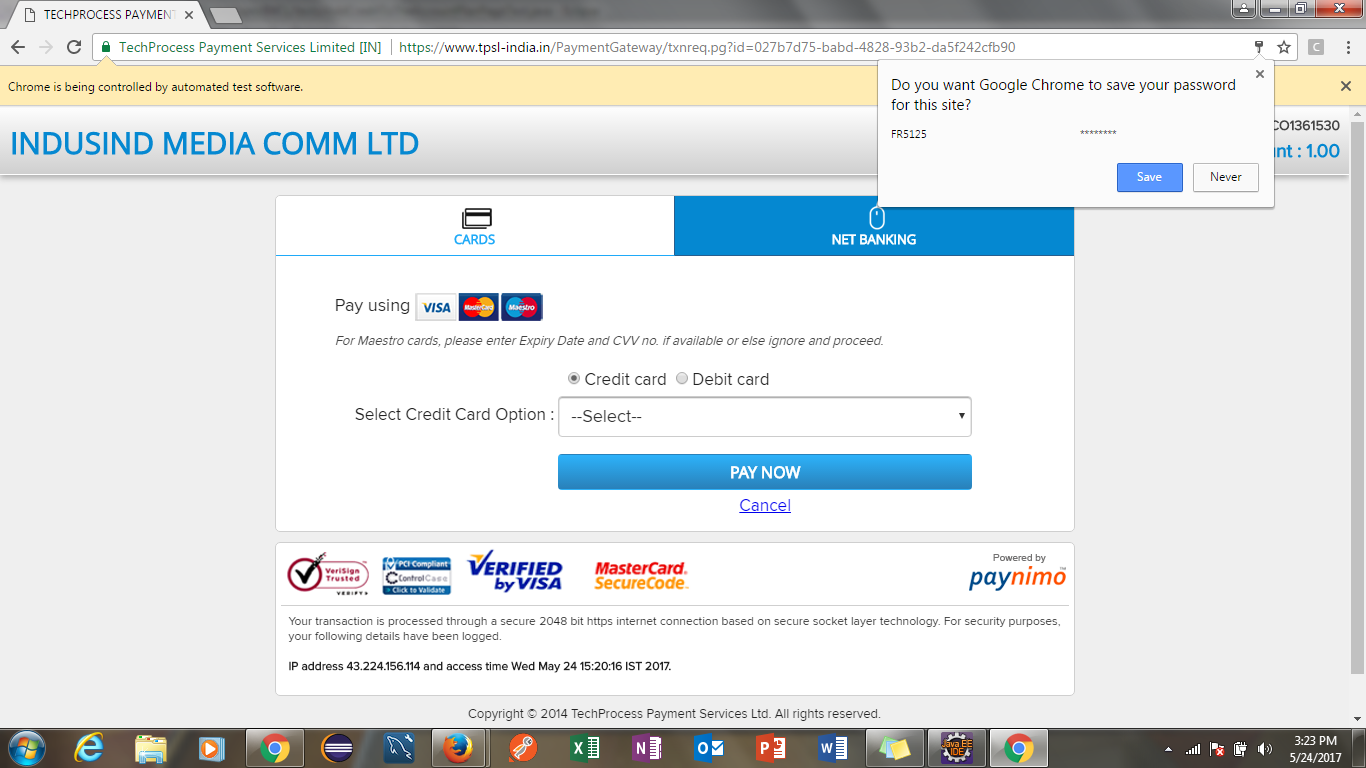 TECHPROCESS PAYMENT
TechProcess Payment Services Limited [IN]
https://www.tpsl-india.in/PaymentGateway/txnreq.pg?id=027b7d75-babd-4828-93b2-da5f242cfb90
C
Chrome is being controlled by automated test software.
Do you want Google Chrome to save your password
for this site?
FR5125 ********
Save Never
INDUSIND MEDIA COMM LTD
CO1361530
nt : 1.00
CARDS
NET BANKING
Pay using VISA MasterCard Maestro
For Maestro cards, please enter Expiry Date and CVV no. if available or else ignore and proceed.
Credit card Debit card
Select Credit Card Option : --Select--
PAY NOW
Cancel
VeriSign
Trusted
VERIFY
PCI Compliant
ControlCase
Click to Validate
VERIFIED
by VISA
MasterCard
SecureCode.
Powered by
paynimo
Your transaction is processed through a secure 2048 bit https internet connection based on secure socket layer technology. For security purposes,
your following details have been logged.
IP address 43.224.156.114 and access time Wed May 24 15:20:16 IST 2017.
Copyright © 2014 TechProcess Payment Services Ltd. All rights reserved.
Java EE
IDE
3:23 PM
5/24/2017